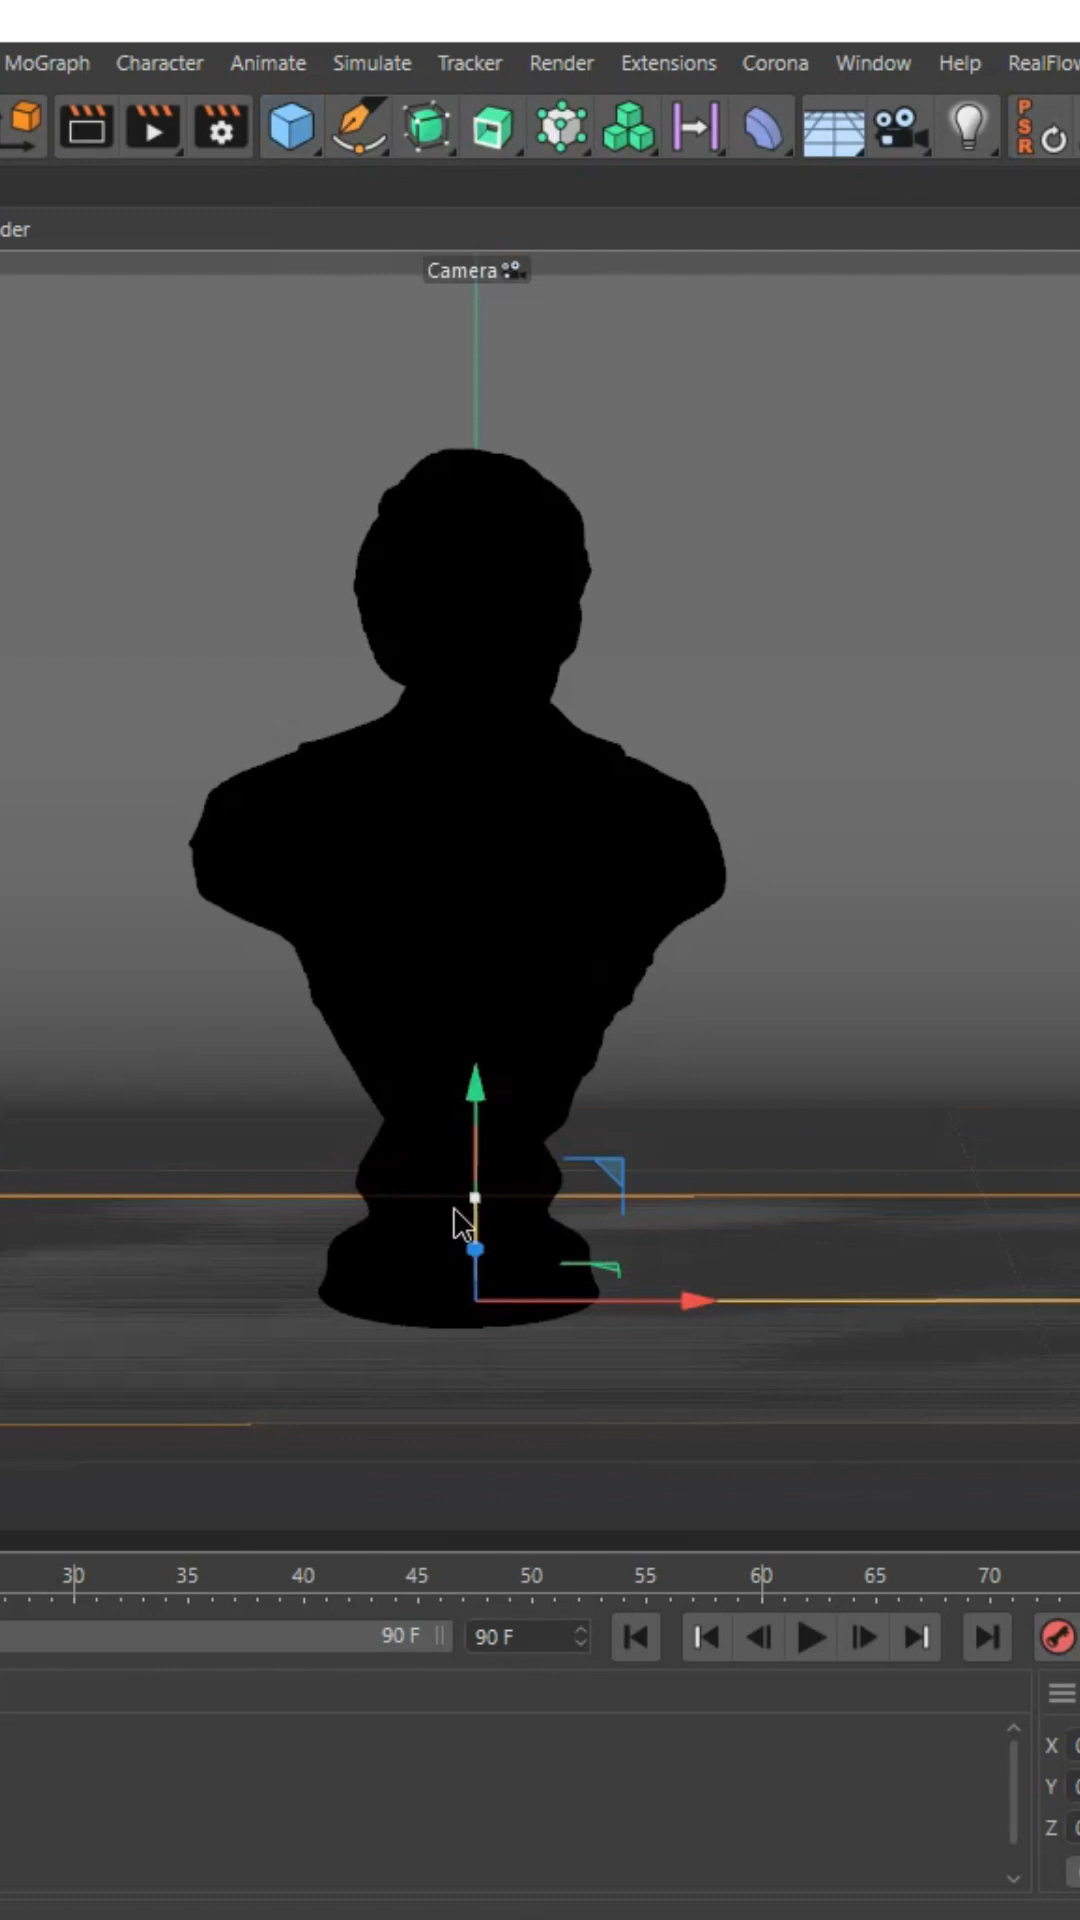 MoGraph Character Animate Simulate Tracker Render Extensions Corona Window Help RealFlow
PSR
der
Camera
30 35 40 45 50 55 60 65 70
90 F 90 F
X
Y
Z